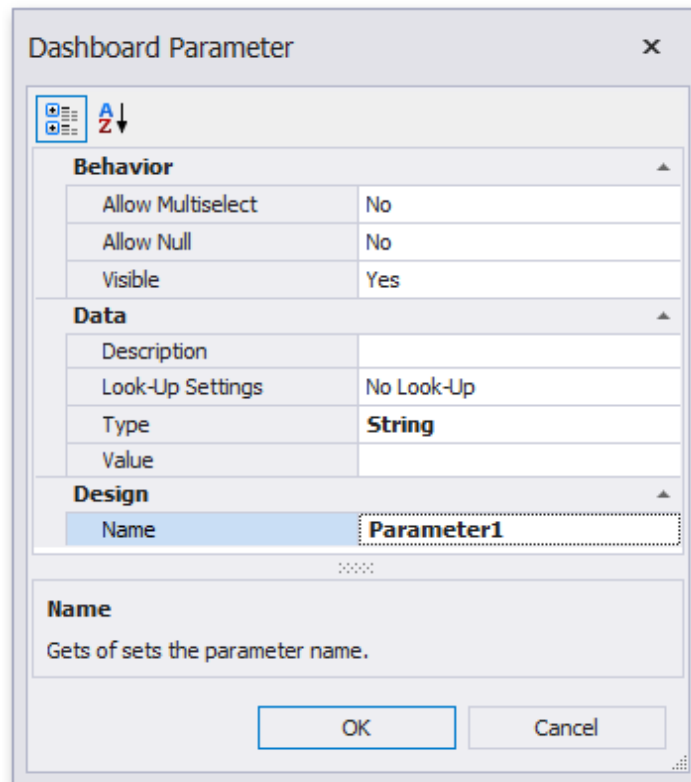 Dashboard Parameter
Behavior
Allow Multiselect No
Allow Null No
Visible Yes
Data
Description
Look-Up Settings No Look-Up
Type String
Value
Design
Name Parameter1
Name
Gets of sets the parameter name.
OK Cancel